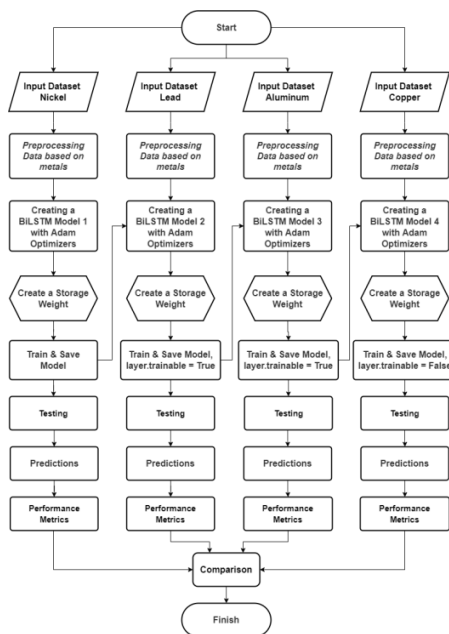 Start
Input Dataset
Nickel
Input Dataset
Lead
Input Dataset
Aluminum
Input Dataset
Copper
Preprocessing
Data based on
metals
Preprocessing
Data based on
metals
Preprocessing
Data based on
metals
Preprocessing
Data based on
metals
Creating a
BiLSTM Model 1
with Adam
Optimizers
Creating a
BiLSTM Model 2
with Adam
Optimizers
Creating a
BiLSTM Model 3
with Adam
Optimizers
Creating a
BiLSTM Model 4
with Adam
Optimizers
Create a Storage
Weight
Create a Storage
Weight
Create a Storage
Weight
Create a Storage
Weight
Train & Save
Model
Train & Save Model,
layer.trainable = True
Train & Save Model,
layer.trainable = True
Train & Save Model,
layer.trainable = False
Testing
Testing
Testing
Testing
Predictions
Predictions
Predictions
Predictions
Performance
Metrics
Performance
Metrics
Performance
Metrics
Performance
Metrics
Comparison
Finish